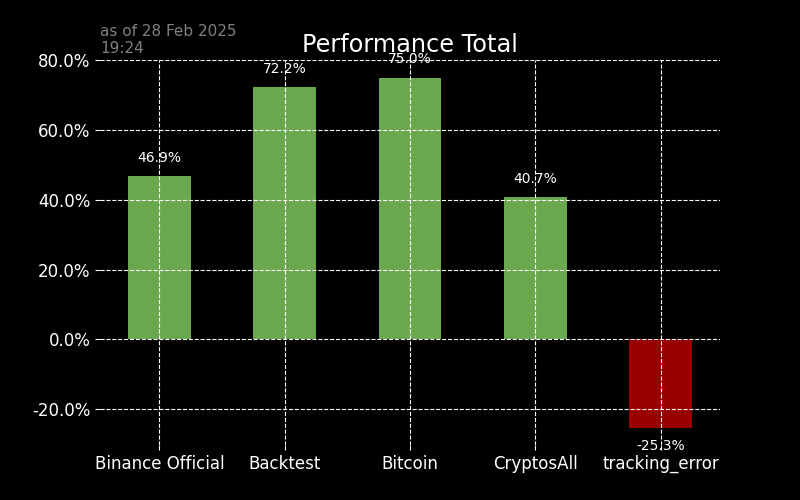 as of 28 Feb 2025
19:24
Performance Total
80.0%
60.0%
40.0%
20.0%
0.0%
-20.0%
46.9%
72.2%
75.0%
40.7%
-25.3%
Binance Official
Backtest
Bitcoin
CryptosAll
tracking_error